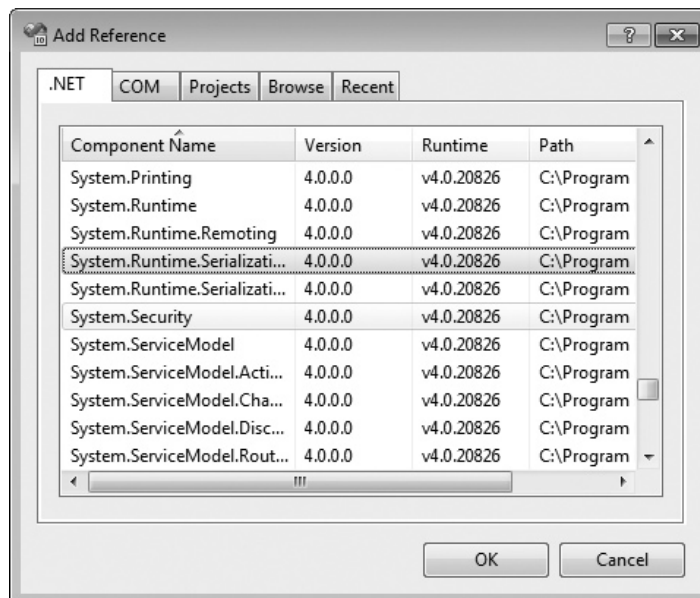 Add Reference
.NET COM Projects Browse Recent
Component Name Version Runtime Path
System.Printing 4.0.0.0 v4.0.20826 C:\Program
System.Runtime 4.0.0.0 v4.0.20826 C:\Program
System.Runtime.Remoting 4.0.0.0 v4.0.20826 C:\Program
System.Runtime.Serializati... 4.0.0.0 v4.0.20826 C:\Program
System.Runtime.Serializati... 4.0.0.0 v4.0.20826 C:\Program
System.Security 4.0.0.0 v4.0.20826 C:\Program
System.ServiceModel 4.0.0.0 v4.0.20826 C:\Program
System.ServiceModel.Acti... 4.0.0.0 v4.0.20826 C:\Program
System.ServiceModel.Cha... 4.0.0.0 v4.0.20826 C:\Program
System.ServiceModel.Disc... 4.0.0.0 v4.0.20826 C:\Program
System.ServiceModel.Rout... 4.0.0.0 v4.0.20826 C:\Program
OK Cancel